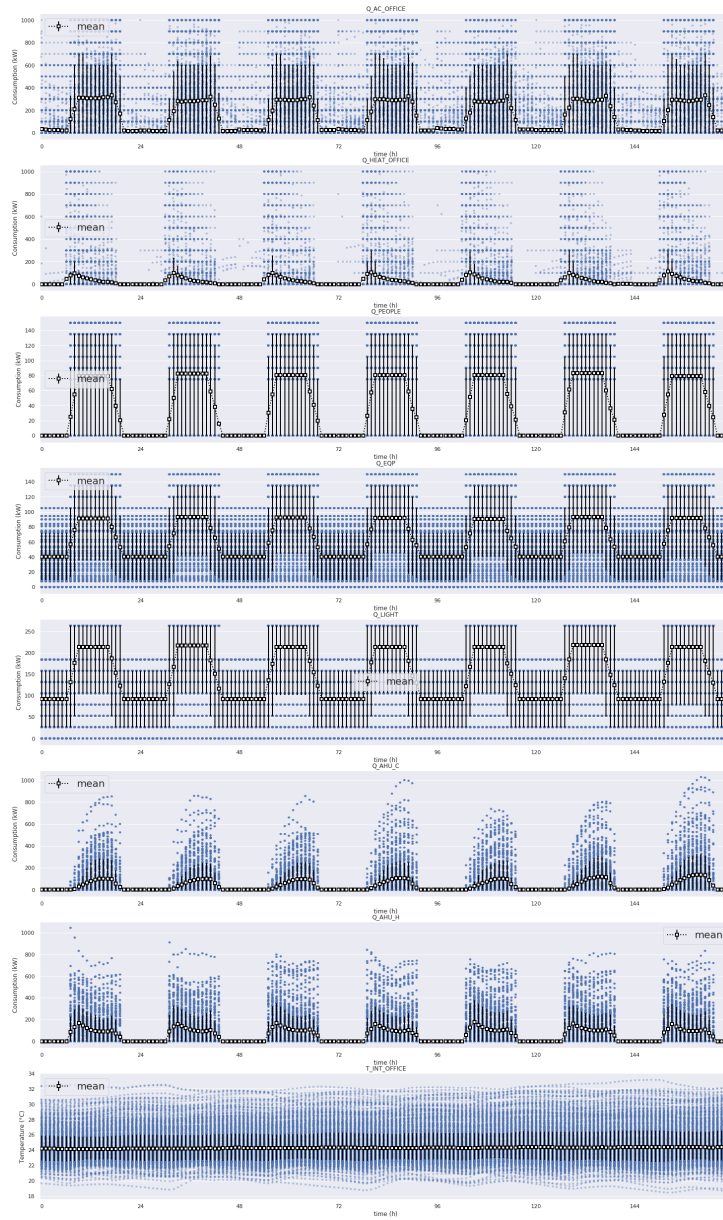 Q_AC_OFFICE
1000
mean
800
600
400
200
0
Consumption (kW)
0 24 48 72 96 120 144
time (h)
Q_HEAT_OFFICE
1000
800
600
mean
400
200
0
Consumption (kW)
0 24 48 72 96 120 144
time (h)
Q_PEOPLE
140
120
100
80
mean
60
40
20
0
Consumption (kW)
0 24 48 72 96 120 144
time (h)
Q_EQP
140
mean
120
100
80
60
40
20
0
Consumption (kW)
0 24 48 72 96 120 144
time (h)
Q_LIGHT
250
200
150
mean
100
50
0
Consumption (kW)
0 24 48 72 96 120 144
time (h)
Q_AHU_C
1000
mean
800
600
400
200
0
Consumption (kW)
0 24 48 72 96 120 144
time (h)
Q_AHU_H
1000
mean
800
600
400
200
0
Consumption (kW)
0 24 48 72 96 120 144
time (h)
T_INT_OFFICE
34
mean
32
30
28
26
24
22
20
18
Temperature (°C)
0 24 48 72 96 120 144
time (h)